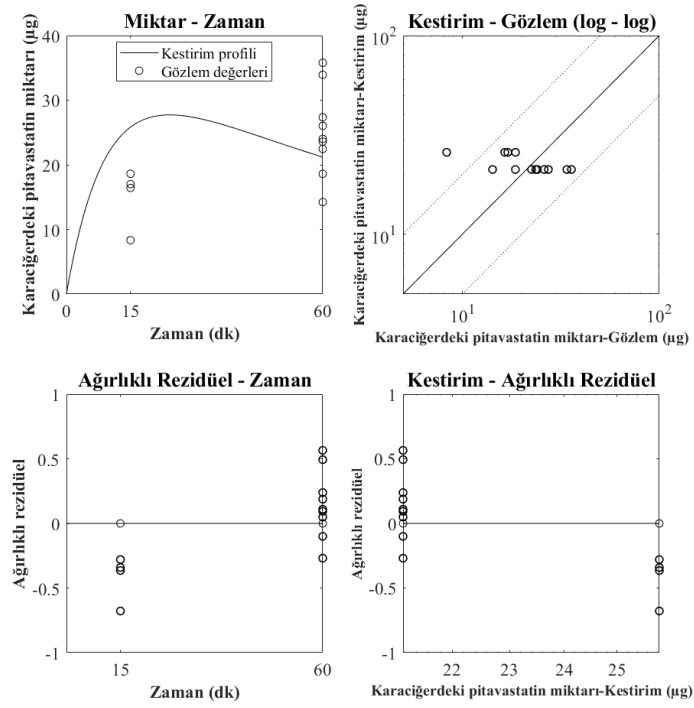 Miktar - Zaman
Karaciğerdeki pitavastatin miktarı (µg)
40
30
20
10
0
Kestirim profili
Gözlem değerleri
0
15
60
Zaman (dk)
Kestirim - Gözlem (log - log)
Karaciğerdeki pitavastatin miktarı-Kestirim (µg)
10²
10¹
10¹
10²
Karaciğerdeki pitavastatin miktarı-Gözlem (µg)
Ağırlıklı Rezidüel - Zaman
Ağırlıklı rezidüel
1
0.5
0
-0.5
-1
15
60
Zaman (dk)
Kestirim - Ağırlıklı Rezidüel
Ağırlıklı rezidüel
1
0.5
0
-0.5
-1
22
23
24
25
Karaciğerdeki pitavastatin miktarı-Kestirim (µg)